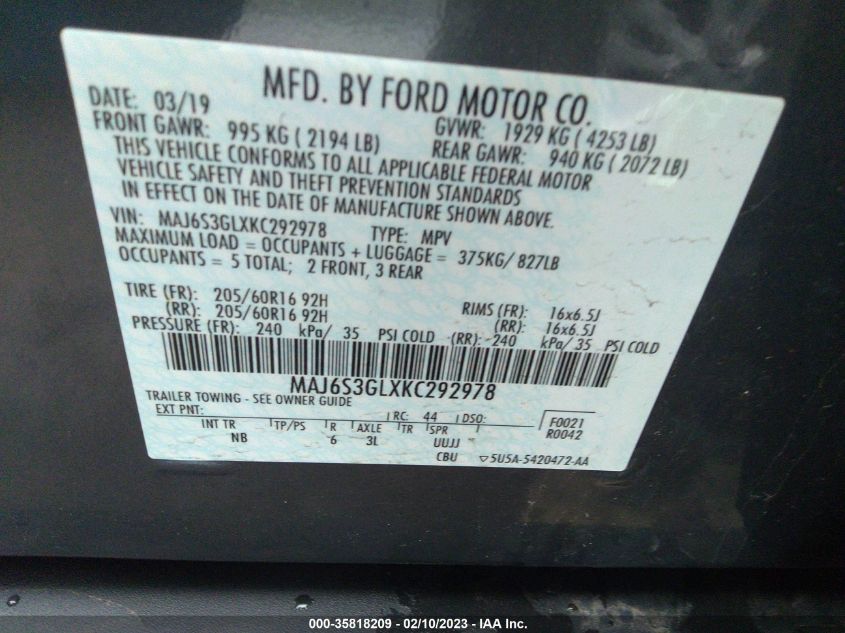 MFD. BY FORD MOTOR CO.
DATE: 03/19
GVWR: 1929 KG ( 4253 LB)
FRONT GAWR: 995 KG ( 2194 LB)
REAR GAWR: 940 KG ( 2072 LB)
THIS VEHICLE CONFORMS TO ALL APPLICABLE FEDERAL MOTOR
VEHICLE SAFETY AND THEFT PREVENTION STANDARDS
IN EFFECT ON THE DATE OF MANUFACTURE SHOWN ABOVE.
VIN: MAJ6S3GLXKC292978 TYPE: MPV
MAXIMUM LOAD = OCCUPANTS + LUGGAGE = 375KG/ 827LB
OCCUPANTS = 5 TOTAL; 2 FRONT, 3 REAR
TIRE (FR): 205/60R16 92H RIMS (FR): 16x6.5J
(RR): 205/60R16 92H (RR): 16x6.5J
PRESSURE (FR): 240 kPa/ 35 PSI COLD (RR): 240 kPa/ 35 PSI COLD
MAJ6S3GLXKC292978
TRAILER TOWING - SEE OWNER GUIDE
EXT PNT: RC: 44 DSO: F0021
INT TR TP/PS R AXLE TR SPR R0042
NB 6 3L UUJJ
CBU 5U5A-5420472-AA
000-35818209 - 02/10/2023 - IAA Inc.